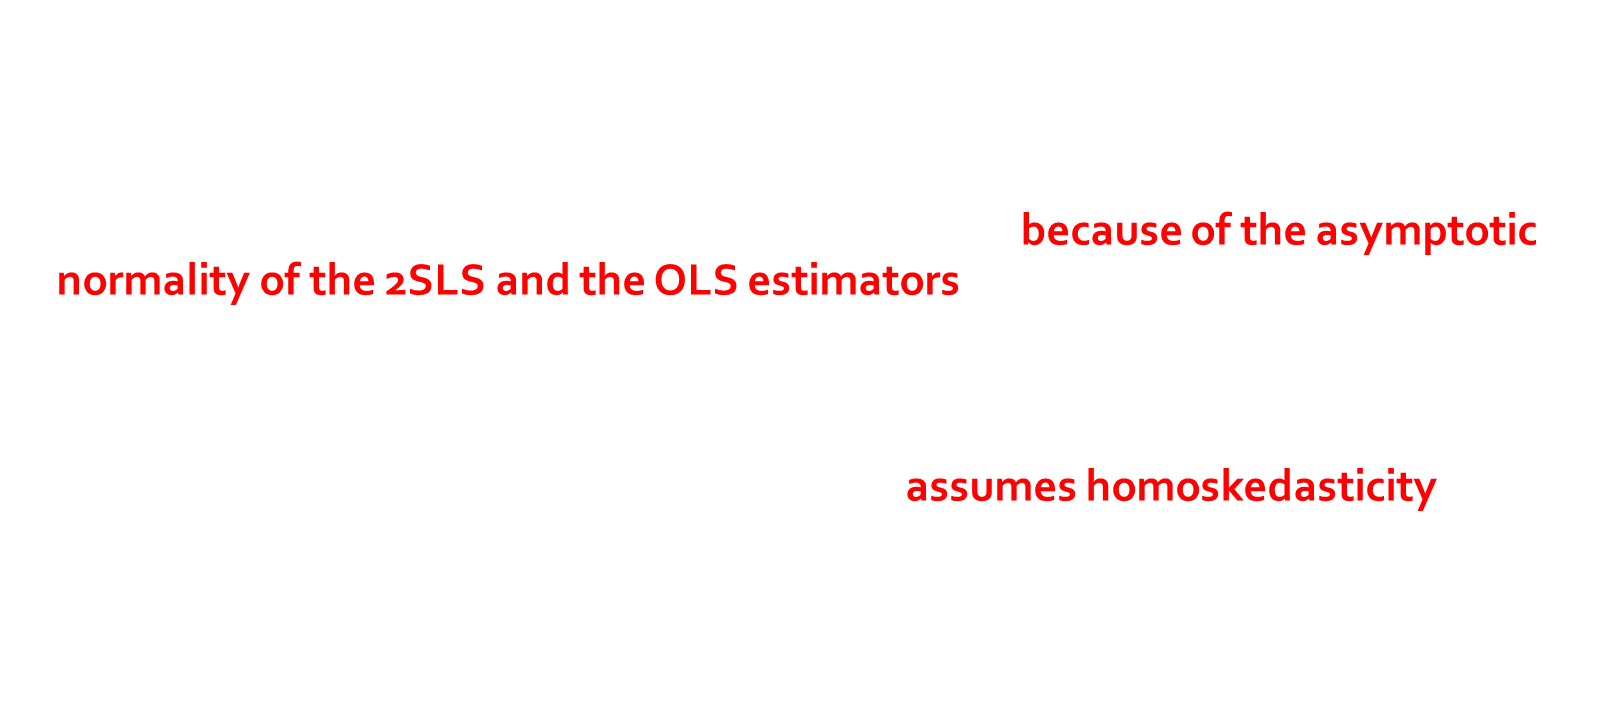 because of the asymptotic
normality of the 2SLS and the OLS estimators
assumes homoskedasticity